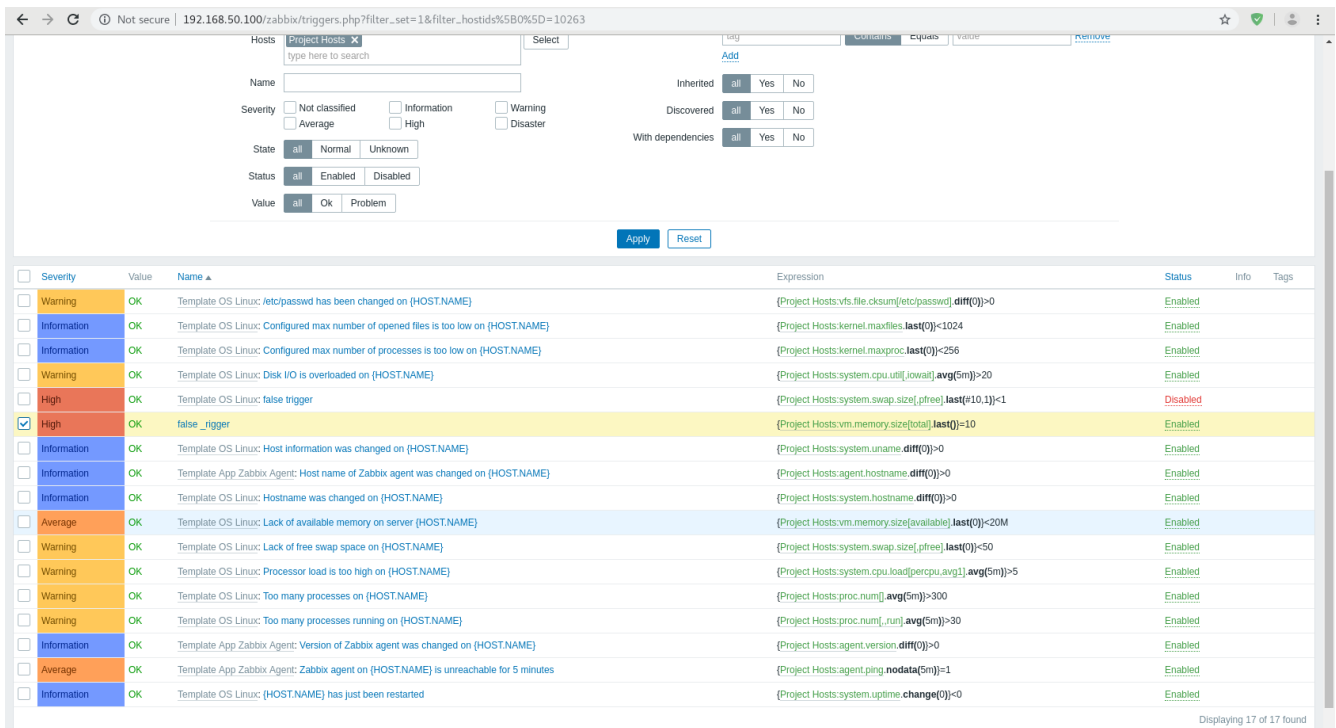 Not secure | 192.168.50.100/zabbix/triggers.php?filter_set=1&filter_hostids%5B0%5D=10263
Hosts Project Hosts Select tag Contains Equals value Remove
type here to search Add
Name Inherited all Yes No
Severity Not classified Information Warning Discovered all Yes No
Average High Disaster
With dependencies all Yes No
State all Normal Unknown
Status all Enabled Disabled
Value all Ok Problem
Apply Reset
Severity Value Name Expression Status Info Tags
Warning OK Template OS Linux: /etc/passwd has been changed on {HOST.NAME} {Project Hosts:vfs.file.cksum[/etc/passwd].diff(0)}>0 Enabled
Information OK Template OS Linux: Configured max number of opened files is too low on {HOST.NAME} {Project Hosts:kernel.maxfiles.last(0)}<1024 Enabled
Information OK Template OS Linux: Configured max number of processes is too low on {HOST.NAME} {Project Hosts:kernel.maxproc.last(0)}<256 Enabled
Warning OK Template OS Linux: Disk I/O is overloaded on {HOST.NAME} {Project Hosts:system.cpu.util[,iowait].avg(5m)}>20 Enabled
High OK Template OS Linux: false trigger {Project Hosts:system.swap.size[,pfree].last(#10,1)}<1 Disabled
High OK false _rigger {Project Hosts:vm.memory.size[total].last()}=10 Enabled
Information OK Template OS Linux: Host information was changed on {HOST.NAME} {Project Hosts:system.uname.diff(0)}>0 Enabled
Information OK Template App Zabbix Agent: Host name of Zabbix agent was changed on {HOST.NAME} {Project Hosts:agent.hostname.diff(0)}>0 Enabled
Information OK Template OS Linux: Hostname was changed on {HOST.NAME} {Project Hosts:system.hostname.diff(0)}>0 Enabled
Average OK Template OS Linux: Lack of available memory on server {HOST.NAME} {Project Hosts:vm.memory.size[available].last(0)}<20M Enabled
Warning OK Template OS Linux: Lack of free swap space on {HOST.NAME} {Project Hosts:system.swap.size[,pfree].last(0)}<50 Enabled
Warning OK Template OS Linux: Processor load is too high on {HOST.NAME} {Project Hosts:system.cpu.load[percpu,avg1].avg(5m)}>5 Enabled
Warning OK Template OS Linux: Too many processes on {HOST.NAME} {Project Hosts:proc.num[].avg(5m)}>300 Enabled
Warning OK Template OS Linux: Too many processes running on {HOST.NAME} {Project Hosts:proc.num[,,run].avg(5m)}>30 Enabled
Information OK Template App Zabbix Agent: Version of Zabbix agent was changed on {HOST.NAME} {Project Hosts:agent.version.diff(0)}>0 Enabled
Average OK Template App Zabbix Agent: Zabbix agent on {HOST.NAME} is unreachable for 5 minutes {Project Hosts:agent.ping.nodata(5m)}=1 Enabled
Information OK Template OS Linux: {HOST.NAME} has just been restarted {Project Hosts:system.uptime.change(0)}<0 Enabled
Displaying 17 of 17 found